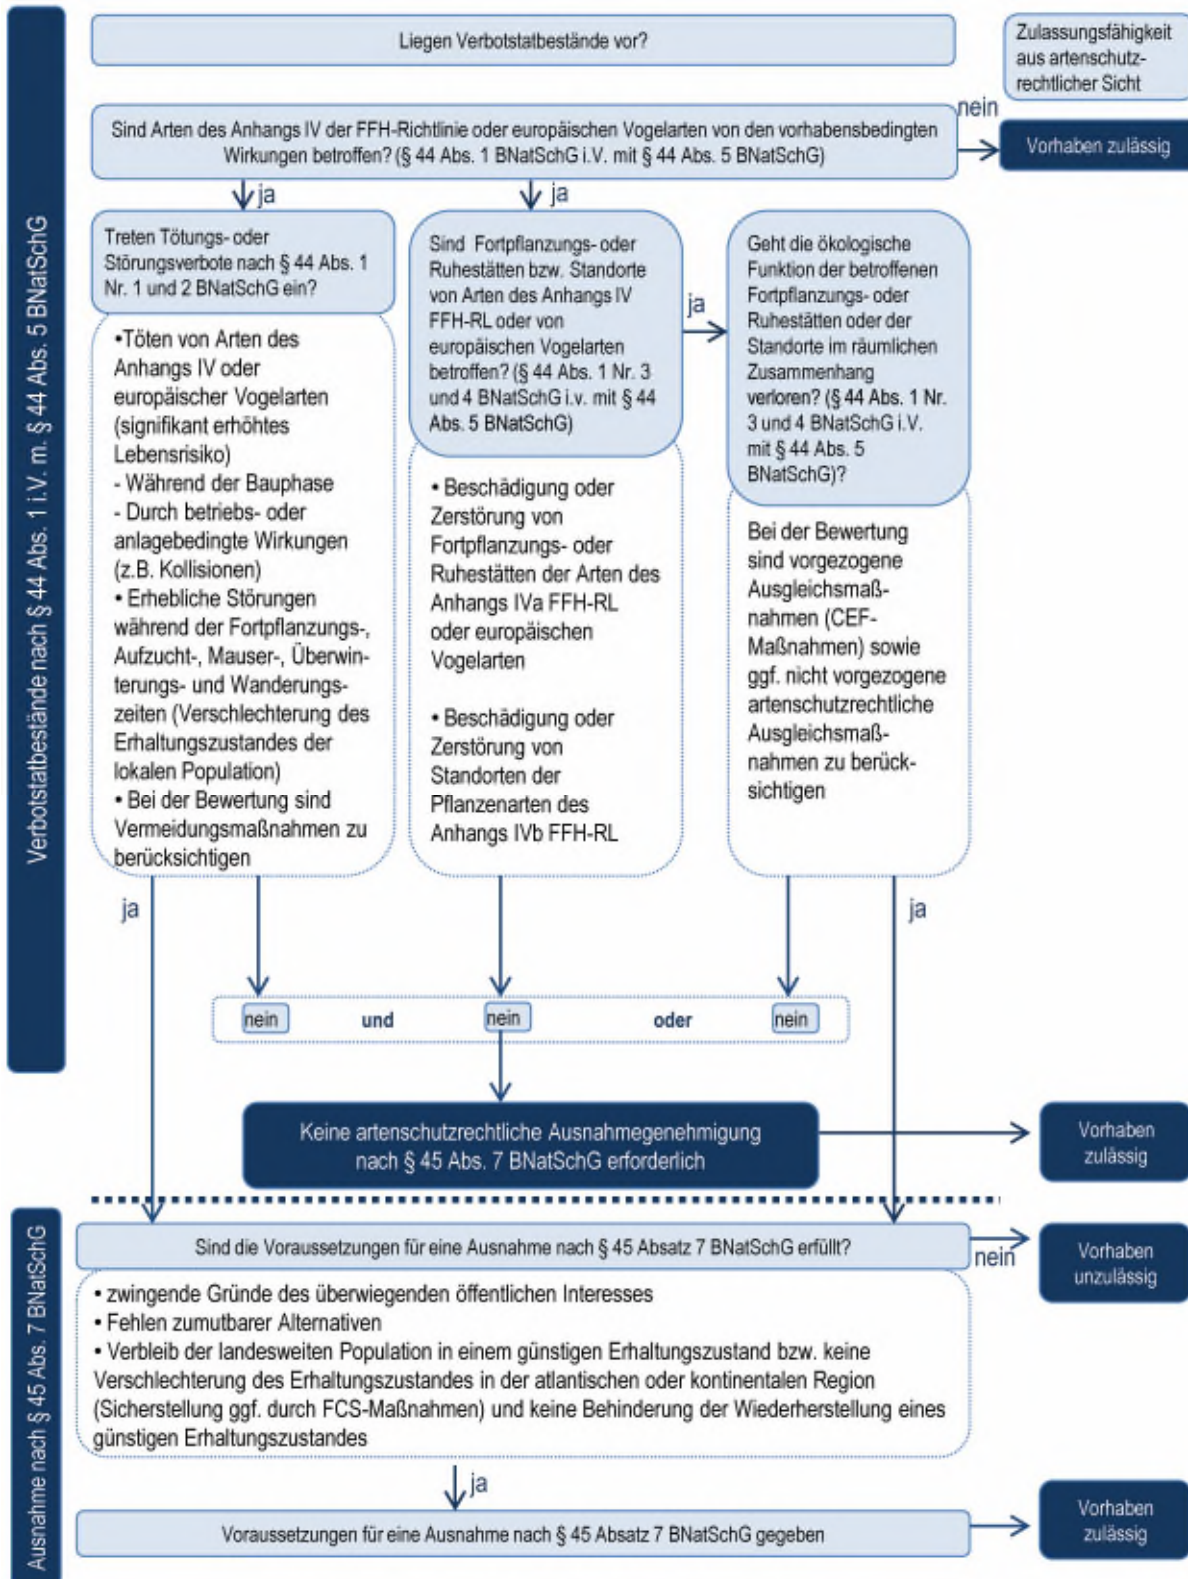 Verbotstatbestände nach § 44 Abs. 1 i.V. m. § 44 Abs. 5 BNatSchG
Liegen Verbotstatbestände vor?
Zulassungsfähigkeit
aus artenschutz-
rechtlicher Sicht
Sind Arten des Anhangs IV der FFH-Richtlinie oder europäischen Vogelarten von den vorhabensbedingten
Wirkungen betroffen? (§ 44 Abs. 1 BNatSchG i.V. mit § 44 Abs. 5 BNatSchG)
nein
Vorhaben zulässig
ja
ja
Treten Tötungs- oder
Störungsverbote nach § 44 Abs. 1
Nr. 1 und 2 BNatSchG ein?
•Töten von Arten des
Anhangs IV oder
europäischer Vogelarten
(signifikant erhöhtes
Lebensrisiko)
- Während der Bauphase
- Durch betriebs- oder
anlagebedingte Wirkungen
(z.B. Kollisionen)
• Erhebliche Störungen
während der Fortpflanzungs-,
Aufzucht-, Mauser-, Überwin-
terungs- und Wanderungs-
zeiten (Verschlechterung des
Erhaltungszustandes der
lokalen Population)
• Bei der Bewertung sind
Vermeidungsmaßnahmen zu
berücksichtigen
Sind Fortpflanzungs- oder
Ruhestätten bzw. Standorte
von Arten des Anhangs IV
FFH-RL oder von
europäischen Vogelarten
betroffen? (§ 44 Abs. 1 Nr. 3
und 4 BNatSchG i.v. mit § 44
Abs. 5 BNatSchG)
• Beschädigung oder
Zerstörung von
Fortpflanzungs- oder
Ruhestätten der Arten des
Anhangs IVa FFH-RL
oder europäischen
Vogelarten
• Beschädigung oder
Zerstörung von
Standorten der
Pflanzenarten des
Anhangs IVb FFH-RL
ja
Geht die ökologische
Funktion der betroffenen
Fortpflanzungs- oder
Ruhestätten oder der
Standorte im räumlichen
Zusammenhang
verloren? (§ 44 Abs. 1 Nr.
3 und 4 BNatSchG i.V.
mit § 44 Abs. 5
BNatSchG)?
Bei der Bewertung
sind vorgezogene
Ausgleichsmaß-
nahmen (CEF-
Maßnahmen) sowie
ggf. nicht vorgezogene
artenschutzrechtliche
Ausgleichsmaß-
nahmen zu berück-
sichtigen
ja
ja
nein und nein oder nein
Keine artenschutzrechtliche Ausnahmegenehmigung
nach § 45 Abs. 7 BNatSchG erforderlich
Vorhaben
zulässig
Ausnahme nach § 45 Abs. 7 BNatSchG
Sind die Voraussetzungen für eine Ausnahme nach § 45 Absatz 7 BNatSchG erfüllt?
nein
Vorhaben
unzulässig
• zwingende Gründe des überwiegenden öffentlichen Interesses
• Fehlen zumutbarer Alternativen
• Verbleib der landesweiten Population in einem günstigen Erhaltungszustand bzw. keine
Verschlechterung des Erhaltungszustandes in der atlantischen oder kontinentalen Region
(Sicherstellung ggf. durch FCS-Maßnahmen) und keine Behinderung der Wiederherstellung eines
günstigen Erhaltungszustandes
ja
Voraussetzungen für eine Ausnahme nach § 45 Absatz 7 BNatSchG gegeben
Vorhaben
zulässig